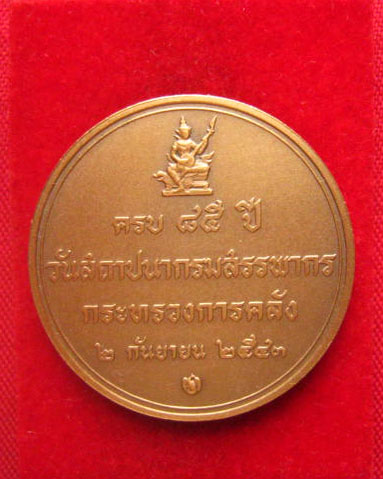 ครบ ๘๕ ปี
วันสถาปนากรมสรรพากร
กระทรวงการคลัง
๒ กันยายน ๒๕๔๓